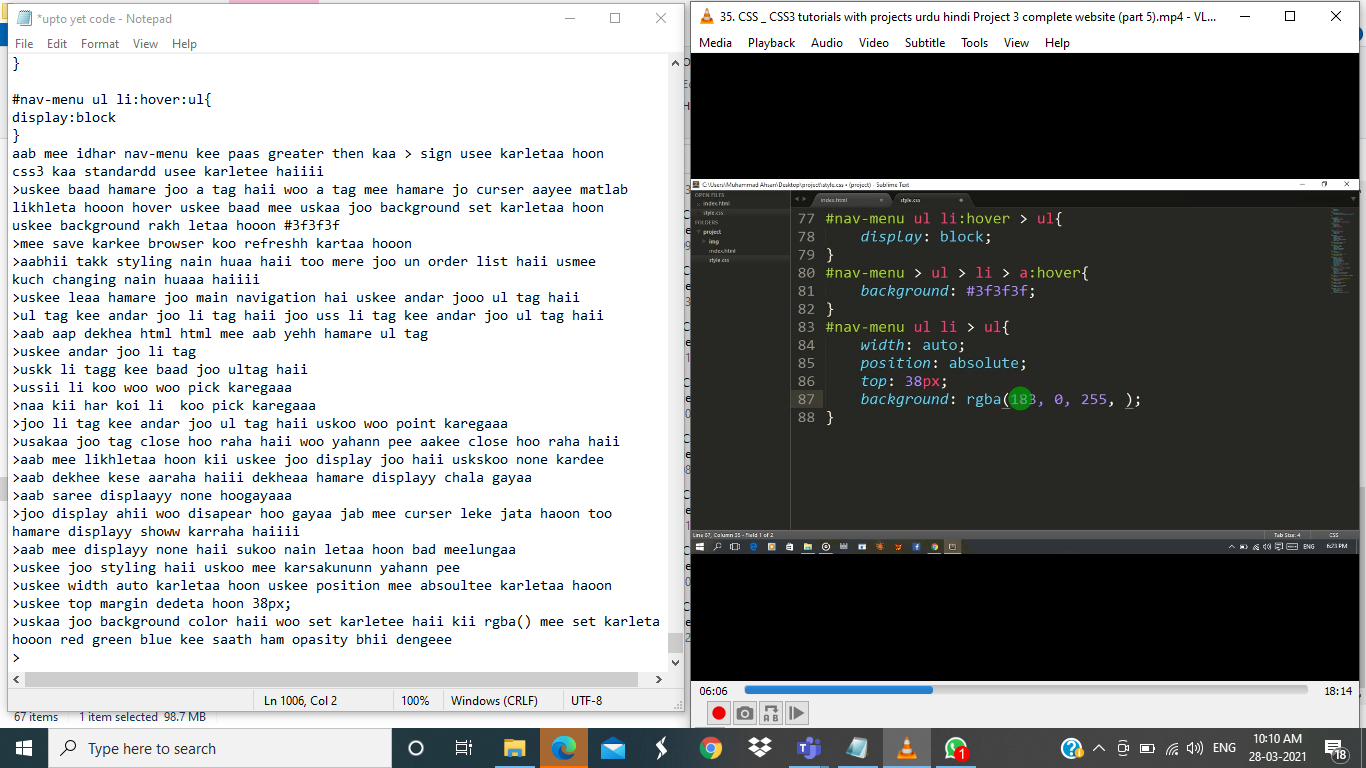 *upto yet code - Notepad
File Edit Format View Help
}
#nav-menu ul li:hover:ul{
display:block
}
aab mee idhar nav-menu kee paas greater then kaa > sign usee karletaa hoon
css3 kaa standardd usee karletee haiiii
>uskee baad hamare joo a tag haii woo a tag mee hamare jo curser aayee matlab
likhleta hooon hover uskee baad mee uskaa joo background set karletaa hoon
uskee background rakh letaa hooon #3f3f3f
>mee save karkee browser koo refreshh kartaa hooon
>aabhii takk styling nain huaa haii too mere joo un order list haii usmee
kuch changing nain huaaa haiiii
>uskee leaa hamare joo main navigation hai uskee andar jooo ul tag haii
>ul tag kee andar joo li tag haii joo uss li tag kee andar joo ul tag haii
>aab aap dekhea html html mee aab yehh hamare ul tag
>uskee andar joo li tag
>uskk li tagg kee baad joo ultag haii
>ussii li koo woo woo pick karegaaa
>naa kii har koi li  koo pick karegaaa
>joo li tag kee andar joo ul tag haii uskoo woo point karegaaa
>usakaa joo tag close hoo raha haii woo yahann pee aakee close hoo raha haii
>aab mee likhletaa hoon kii uskee joo display joo haii uskskoo none kardee
>aab dekhee kese aaraha haiii dekheaa hamare displayy chala gayaa
>aab saree displaayy none hoogayaaa
>joo display ahii woo disapear hoo gayaa jab mee curser leke jata haoon too
hamare displayy showw karraha haiiii
>aab mee displayy none haii sukoo nain letaa hoon bad meelungaa
>uskee joo styling haii uskoo mee karsakununn yahann pee
>uskee width auto karletaa hoon uskee position mee absoultee karletaa haoon
>uskee top margin dedeta hoon 38px;
>uskaa joo background color haii woo set karletee haii kii rgba() mee set karleta
hooon red green blue kee saath ham opasity bhii dengeee
>
Ln 1006, Col 2 100% Windows (CRLF) UTF-8
67 items 1 item selected 98.7 MB
35. CSS _ CSS3 tutorials with projects urdu hindi Project 3 complete website (part 5).mp4 - VL...
Media Playback Audio Video Subtitle Tools View Help
C:\Users\Muhammad Ahsan\Desktop\project\style.css • (project) - Sublime Text
OPEN FILES
index.html
style.css
FOLDERS
project
img
index.html
style.css
index.html style.css
77 #nav-menu ul li:hover > ul{
78 display: block;
79 }
80 #nav-menu > ul > li > a:hover{
81 background: #3f3f3f;
82 }
83 #nav-menu ul li > ul{
84 width: auto;
85 position: absolute;
86 top: 38px;
87 background: rgba(183, 0, 255, );
88 }
Line 87, Column 35 - Field 1 of 2 Tab Size: 4 CSS
ENG 6:23 PM
06:06 18:14
Type here to search
1
ENG
10:10 AM
28-03-2021
18